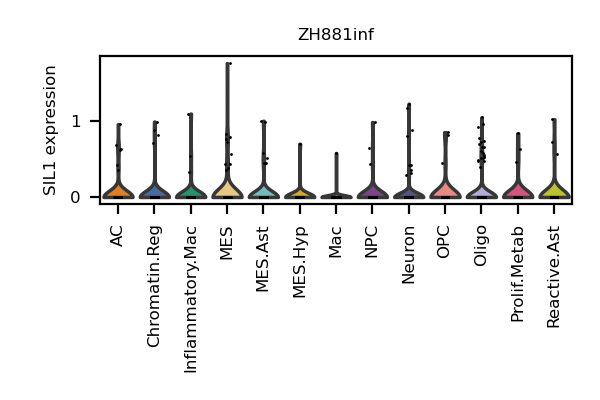 ZH881inf
SIL1 expression
1
0
AC
Chromatin.Reg
Inflammatory.Mac
MES
MES.Ast
MES.Hyp
Mac
NPC
Neuron
OPC
Oligo
Prolif.Metab
Reactive.Ast